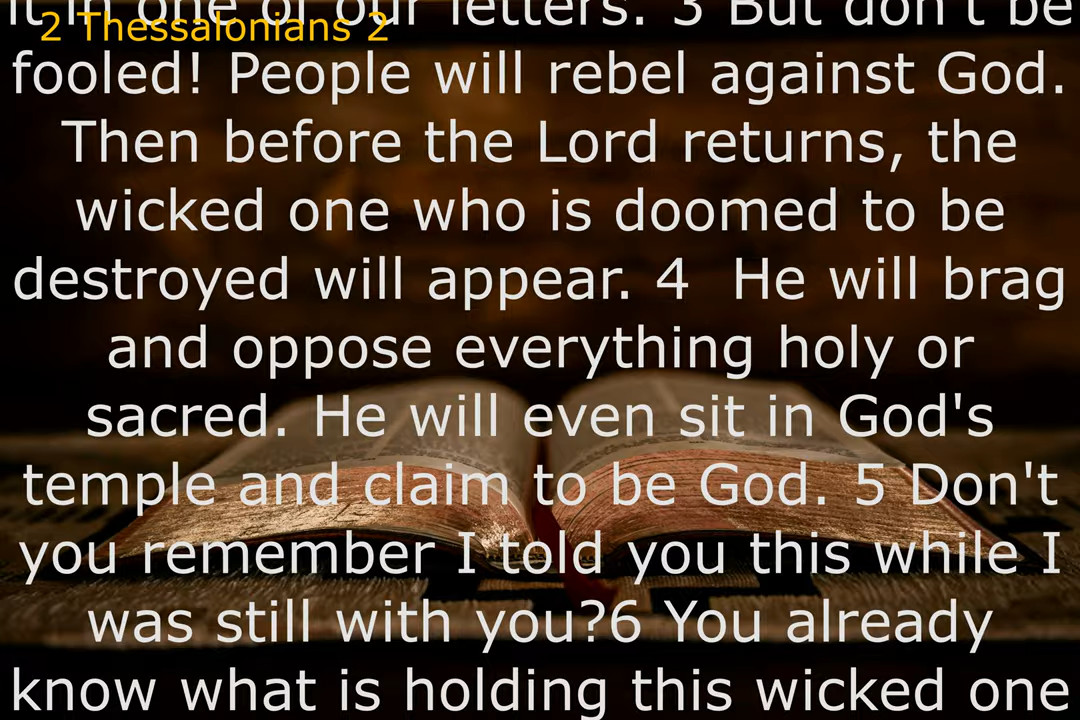 it in one of our letters. 3 But don't be
2 Thessalonians 2
fooled! People will rebel against God.
Then before the Lord returns, the
wicked one who is doomed to be
destroyed will appear. 4 He will brag
and oppose everything holy or
sacred. He will even sit in God's
temple and claim to be God. 5 Don't
you remember I told you this while I
was still with you?6 You already
know what is holding this wicked one